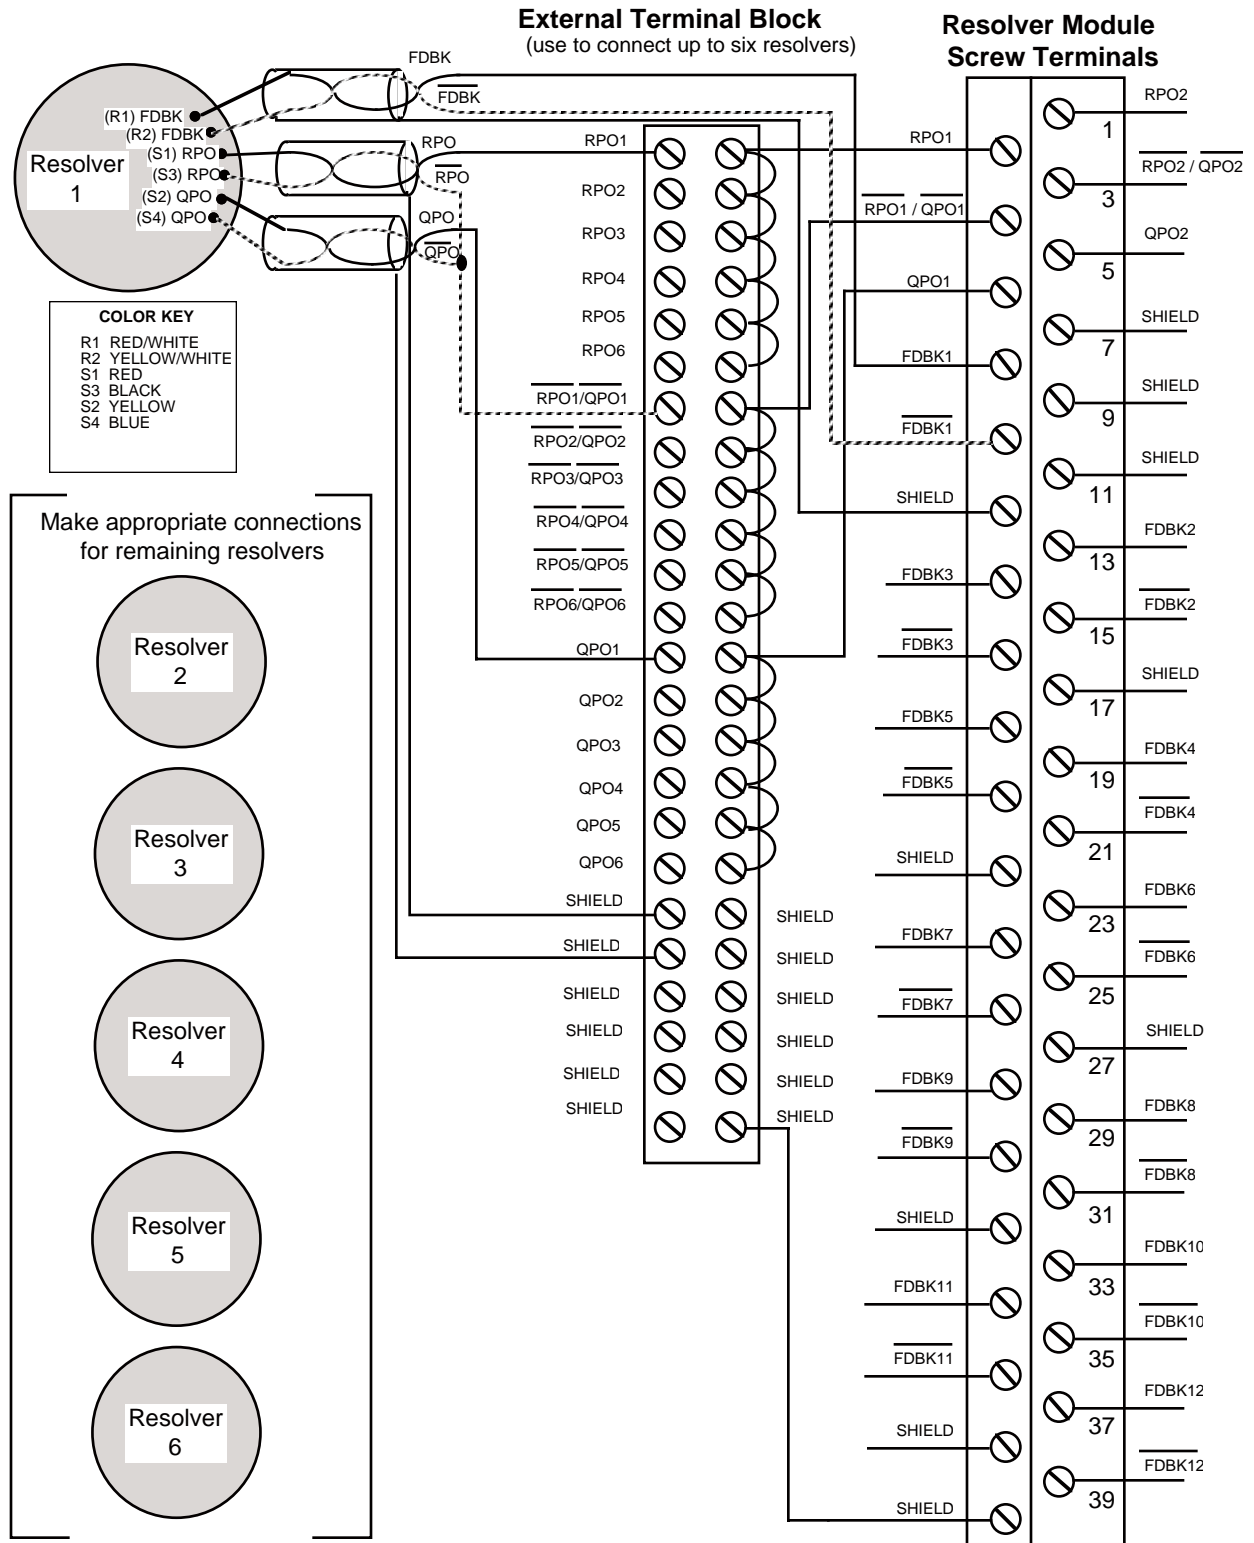 External Terminal Block
(use to connect up to six resolvers)
Resolver Module
Screw Terminals
Resolver
1
(R1) FDBK
(R2) FDBK
(S1) RPO
(S3) RPO
(S2) QPO
(S4) QPO
FDBK
FDBK
RPO
RPO
QPO
QPO
COLOR KEY
R1 RED/WHITE
R2 YELLOW/WHITE
S1 RED
S3 BLACK
S2 YELLOW
S4 BLUE
Make appropriate connections
for remaining resolvers
Resolver
2
Resolver
3
Resolver
4
Resolver
5
Resolver
6
RPO1
RPO2
RPO3
RPO4
RPO5
RPO6
RPO1/QPO1
RPO2/QPO2
RPO3/QPO3
RPO4/QPO4
RPO5/QPO5
RPO6/QPO6
QPO1
QPO2
QPO3
QPO4
QPO5
QPO6
SHIELD
SHIELD
SHIELD
SHIELD
SHIELD
SHIELD
SHIELD
SHIELD
SHIELD
SHIELD
SHIELD
SHIELD
RPO1
RPO1 / QPO1
QPO1
FDBK1
FDBK1
SHIELD
FDBK3
FDBK3
FDBK5
FDBK5
SHIELD
FDBK7
FDBK7
FDBK9
FDBK9
SHIELD
FDBK11
FDBK11
SHIELD
SHIELD
1 RPO2
3 RPO2 / QPO2
5 QPO2
7 SHIELD
9 SHIELD
11 SHIELD
13 FDBK2
15 FDBK2
17 SHIELD
19 FDBK4
21 FDBK4
23 FDBK6
25 FDBK6
27 SHIELD
29 FDBK8
31 FDBK8
33 FDBK10
35 FDBK10
37 FDBK12
39 FDBK12